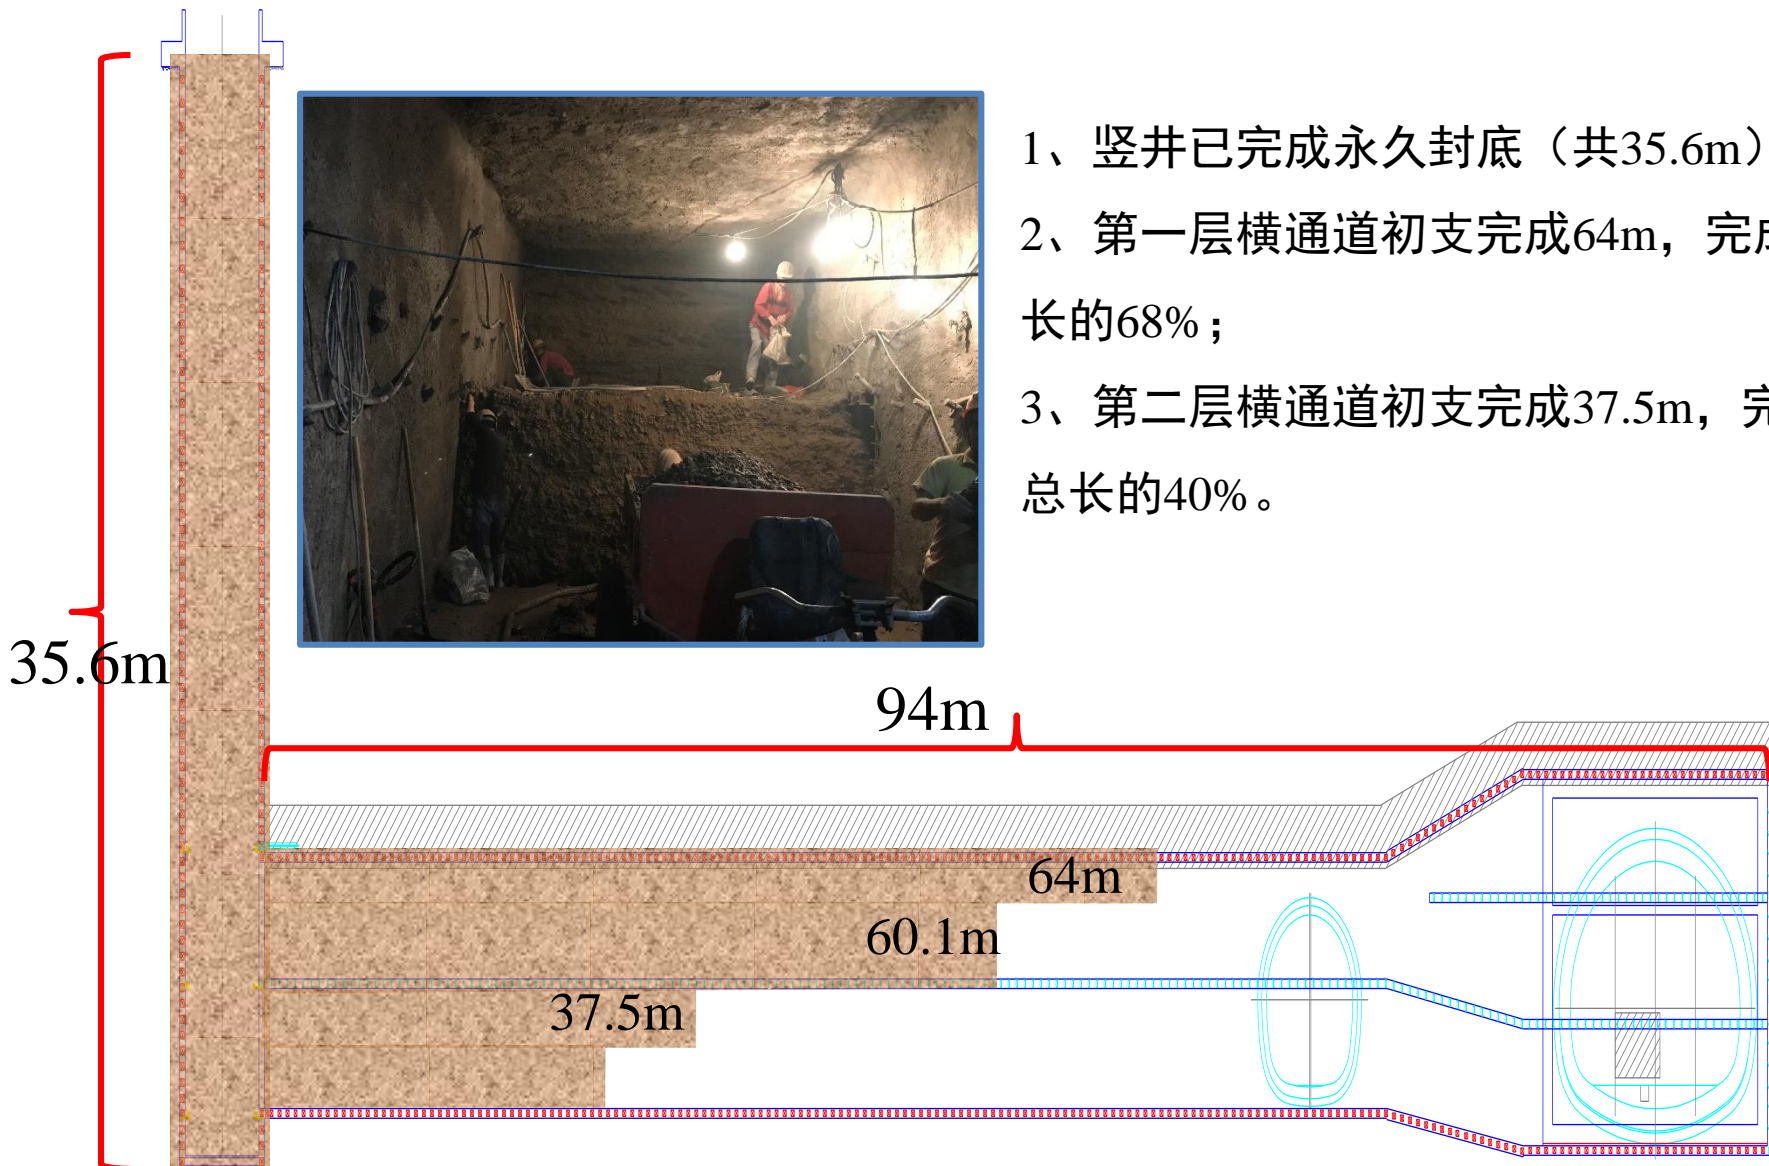 1、竖井已完成永久封底（共35.6m）
2、第一层横通道初支完成64m，完成
长的68%；
3、第二层横通道初支完成37.5m，完
总长的40%。
35.6m
94m
64m
60.1m
37.5m